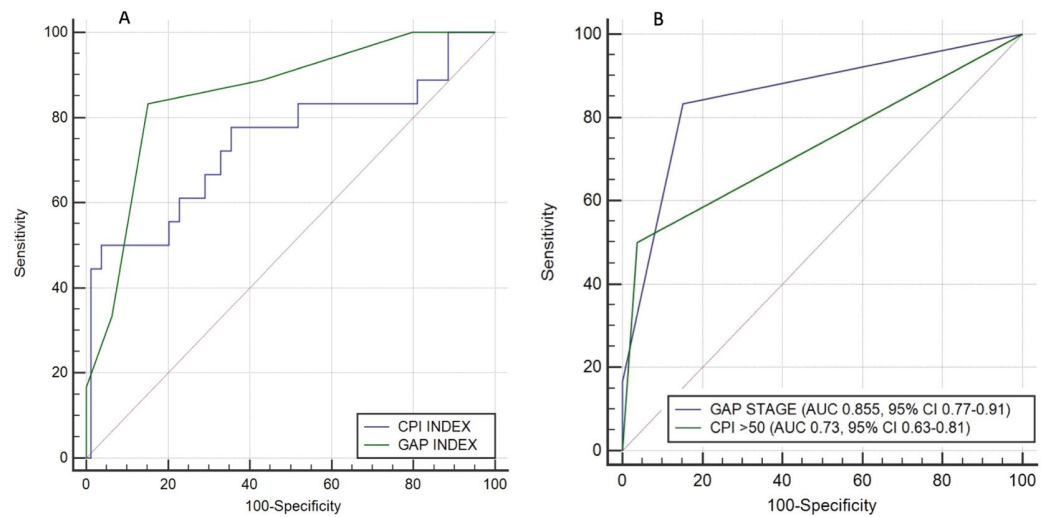 A
100
80
60
40
20
0
Sensitivity
0 20 40 60 80 100
100-Specificity
CPI INDEX
GAP INDEX
B
100
80
60
40
20
0
Sensitivity
0 20 40 60 80 100
100-Specificity
GAP STAGE (AUC 0.855, 95% CI 0.77-0.91)
CPI >50 (AUC 0.73, 95% CI 0.63-0.81)